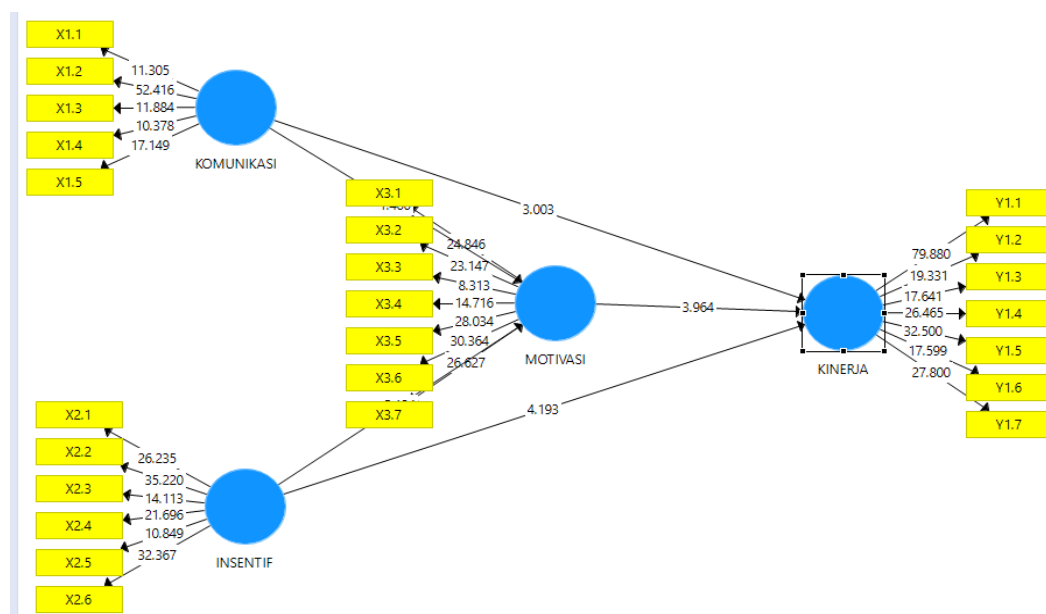 X1.1
X1.2
X1.3
X1.4
X1.5
11.305
52.416
11.884
10.378
17.149
KOMUNIKASI
X3.1
X3.2
X3.3
X3.4
X3.5
X3.6
X3.7
24.846
23.147
8.313
14.716
28.034
30.364
26.627
MOTIVASI
3.003
3.964
4.193
X2.1
X2.2
X2.3
X2.4
X2.5
X2.6
26.235
35.220
14.113
21.696
10.849
32.367
INSENTIF
KINERJA
79.880
19.331
17.641
26.465
32.500
17.599
27.800
Y1.1
Y1.2
Y1.3
Y1.4
Y1.5
Y1.6
Y1.7